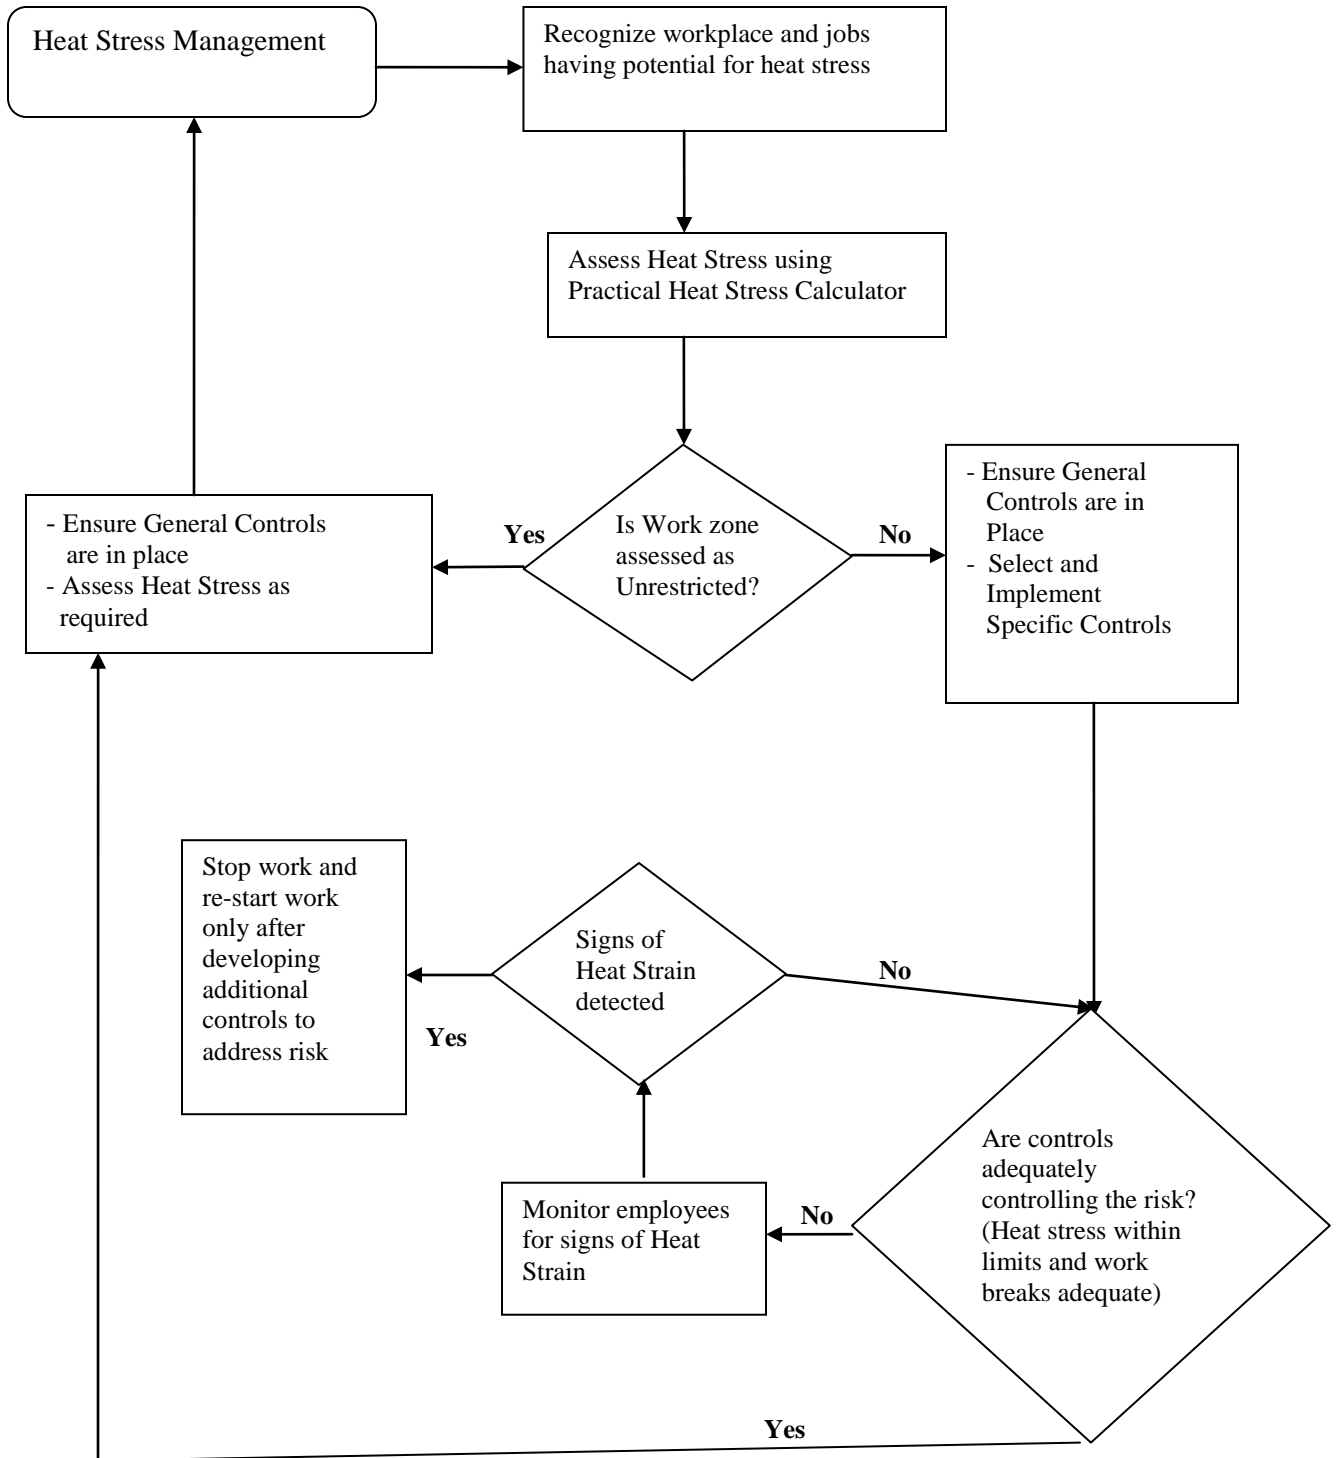 Heat Stress Management
Recognize workplace and jobs
having potential for heat stress
Assess Heat Stress using
Practical Heat Stress Calculator
- Ensure General Controls
are in place
- Assess Heat Stress as
required
Yes
Is Work zone
assessed as
Unrestricted?
No
- Ensure General
Controls are in
Place
- Select and
Implement
Specific Controls
Stop work and
re-start work
only after
developing
additional
controls to
address risk
Yes
Signs of
Heat Strain
detected
No
Monitor employees
for signs of Heat
Strain
No
Are controls
adequately
controlling the risk?
(Heat stress within
limits and work
breaks adequate)
Yes